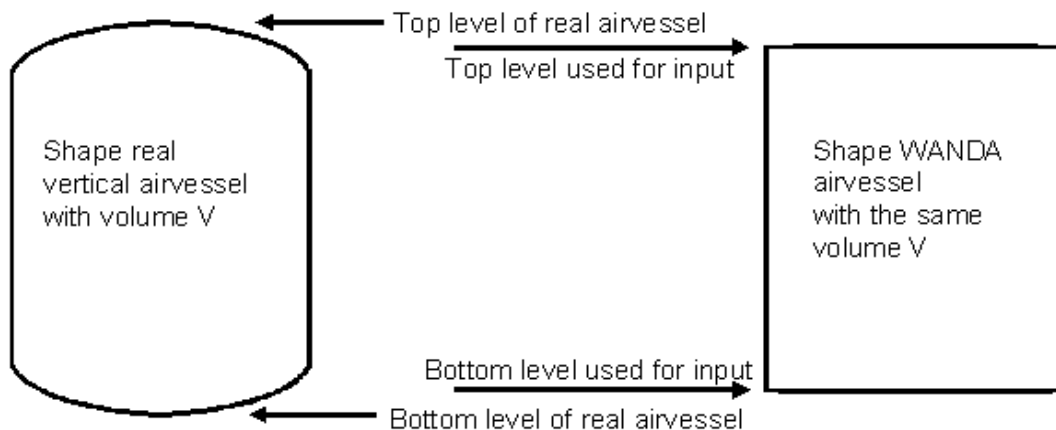 Top level of real airvessel
Top level used for input
Shape real
vertical airvessel
with volume V
Shape WANDA
airvessel
with the same
volume V
Bottom level used for input
Bottom level of real airvessel